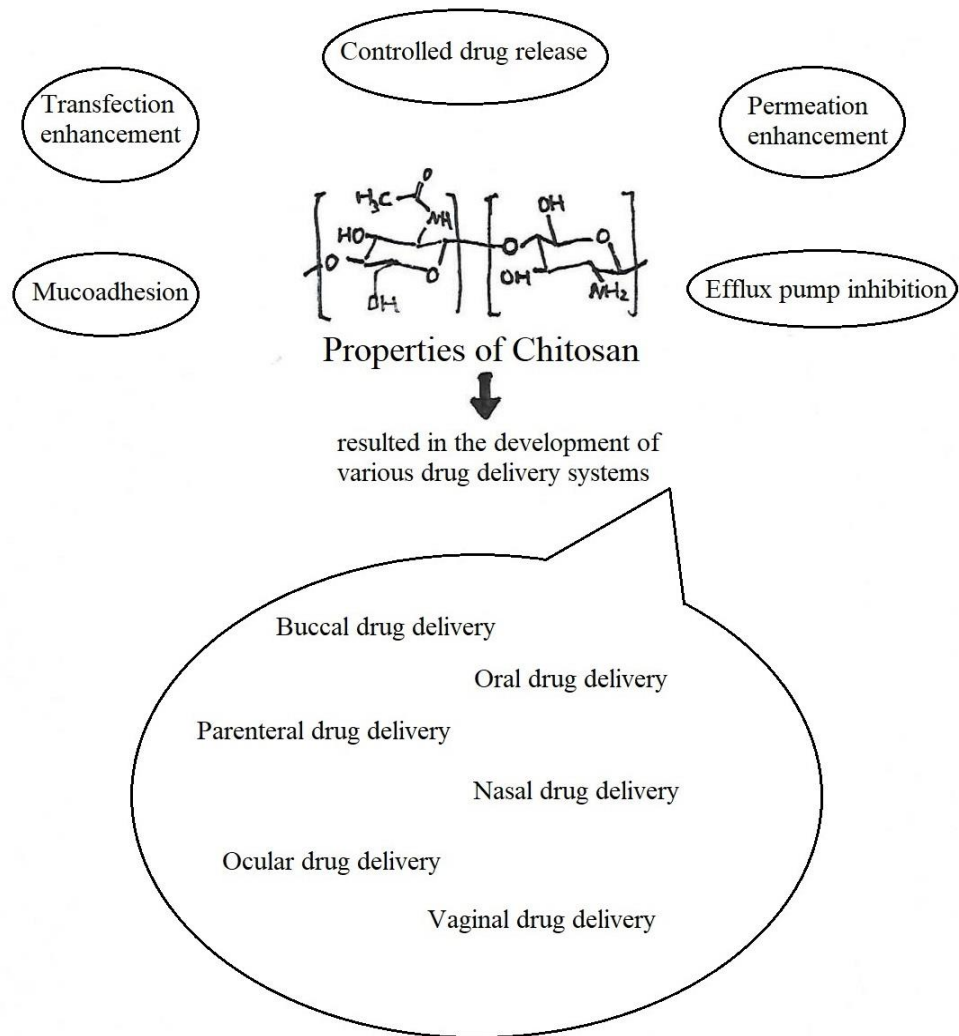 Controlled drug release
Transfection
enhancement
Permeation
enhancement
Mucoadhesion
Efflux pump inhibition
H₃C
O
NH
HO
O
O
OH
O
OH
O
OH
NH₂
Properties of Chitosan
resulted in the development of
various drug delivery systems
Buccal drug delivery
Oral drug delivery
Parenteral drug delivery
Nasal drug delivery
Ocular drug delivery
Vaginal drug delivery